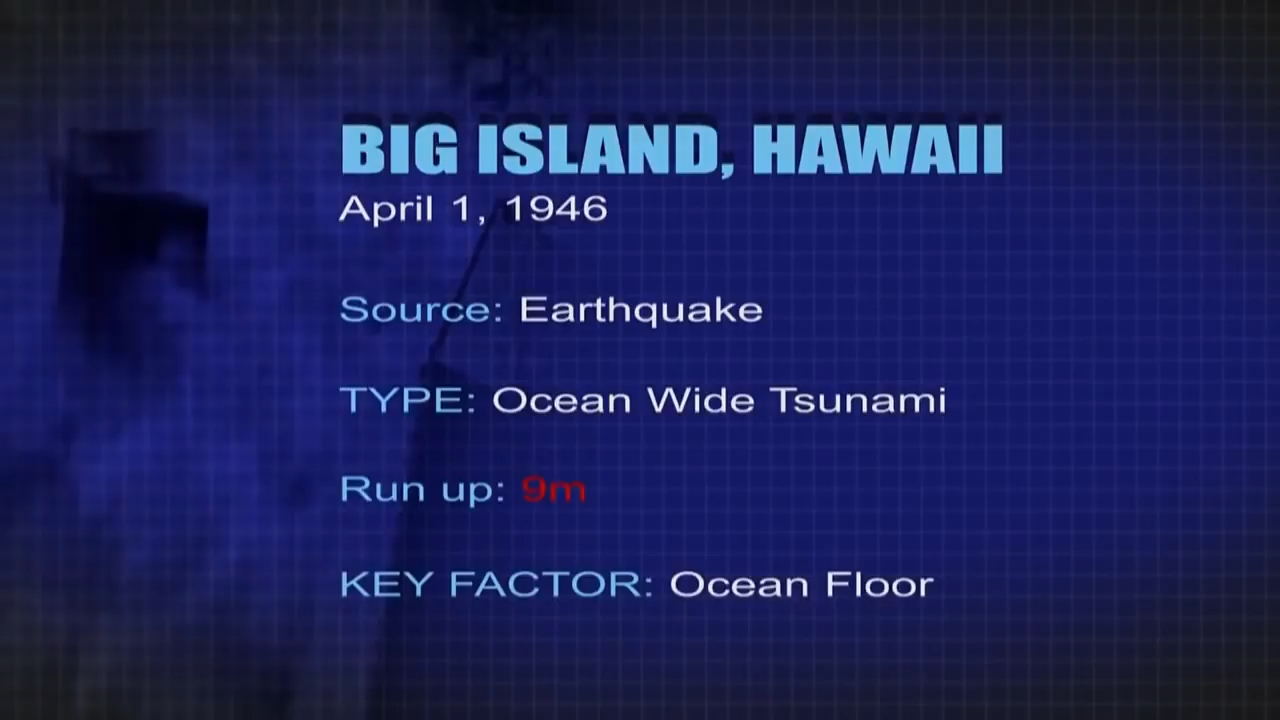 BIG ISLAND, HAWAII
April 1, 1946
Source: Earthquake
TYPE: Ocean Wide Tsunami
Run up: 9m
KEY FACTOR: Ocean Floor